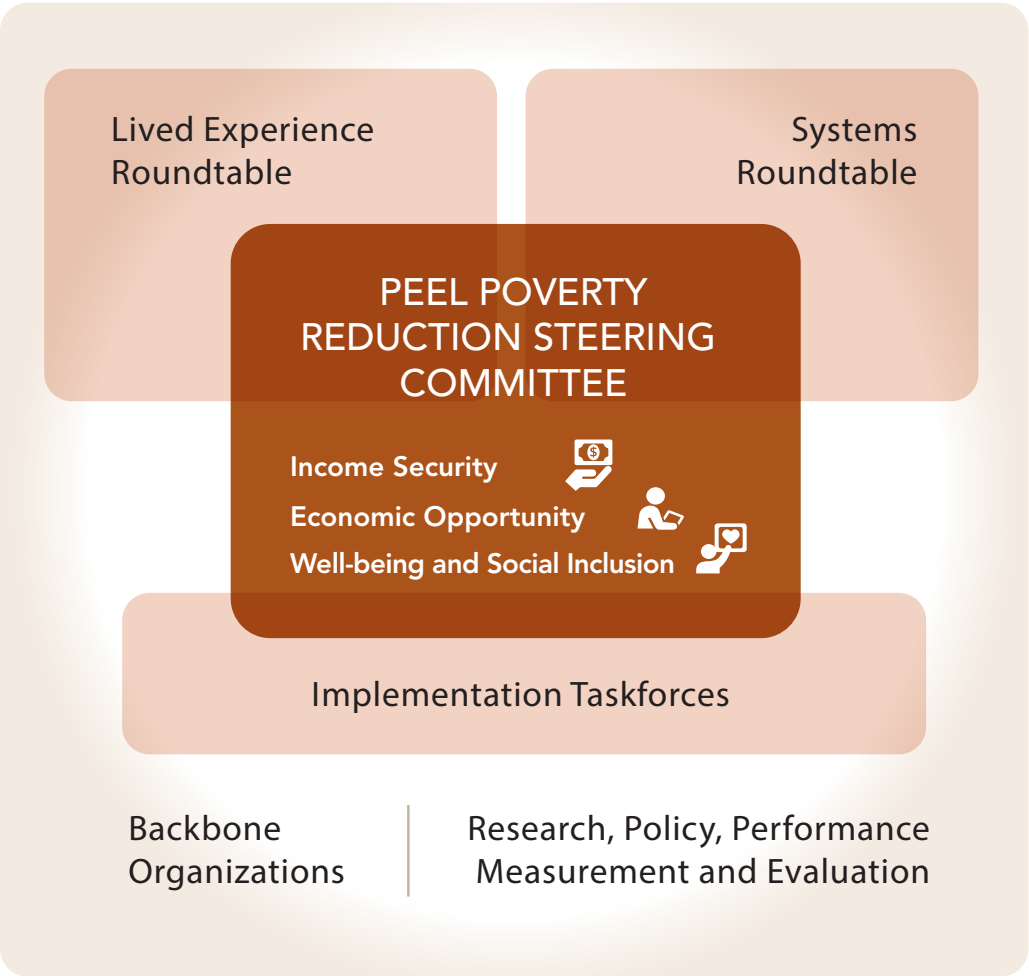 Lived Experience
Roundtable
Systems
Roundtable
PEEL POVERTY
REDUCTION STEERING
COMMITTEE
Income Security
$
Economic Opportunity
Well-being and Social Inclusion
Implementation Taskforces
Backbone
Organizations
Research, Policy, Performance
Measurement and Evaluation